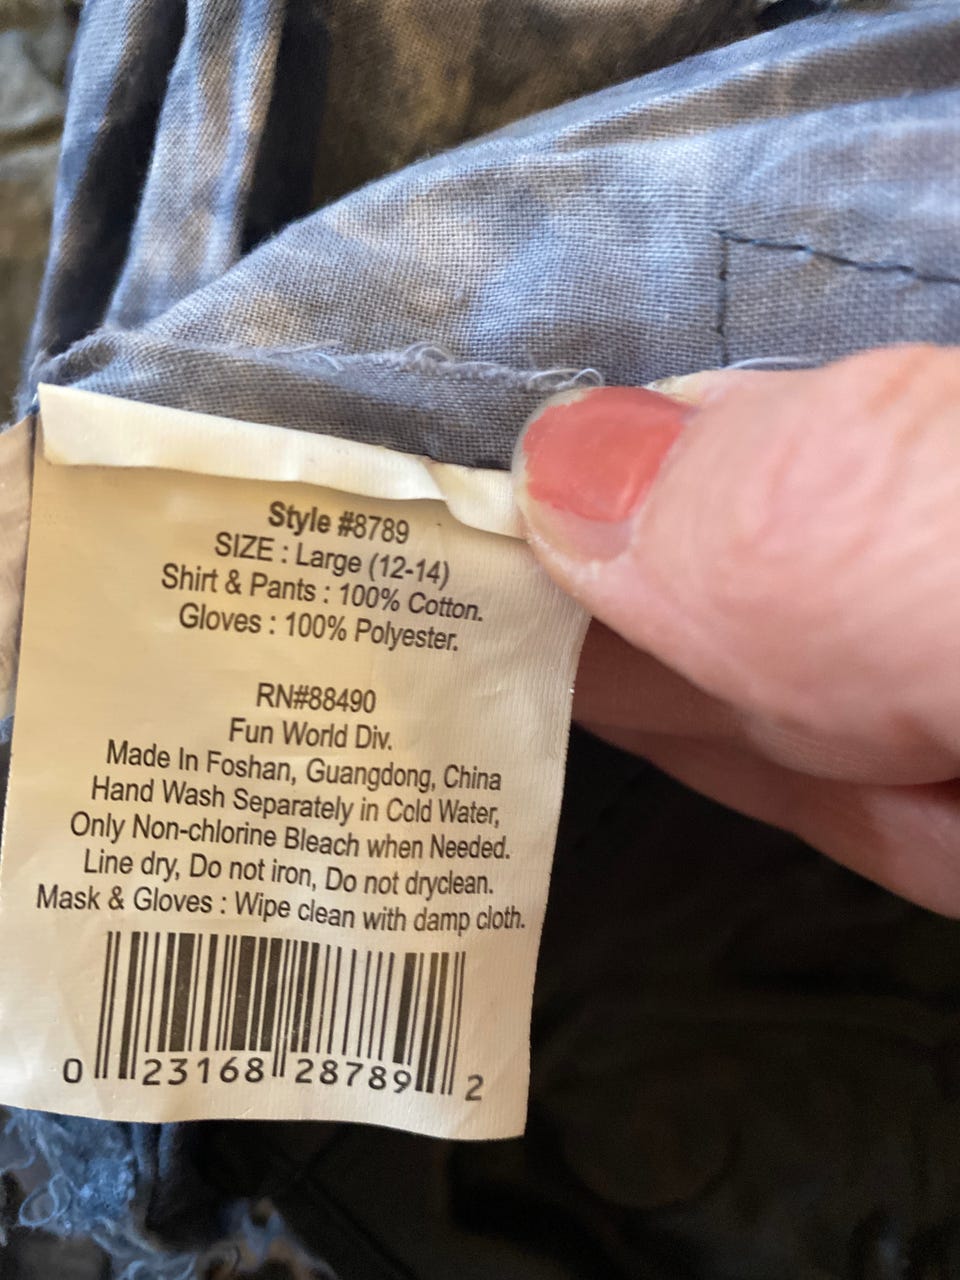 Style #8789
SIZE : Large (12-14)
Shirt & Pants : 100% Cotton.
Gloves : 100% Polyester.
RN#88490
Fun World Div.
Made In Foshan, Guangdong, China
Hand Wash Separately in Cold Water,
Only Non-chlorine Bleach when Needed.
Line dry, Do not iron, Do not dryclean.
Mask & Gloves : Wipe clean with damp cloth.
0 23168 28789 2